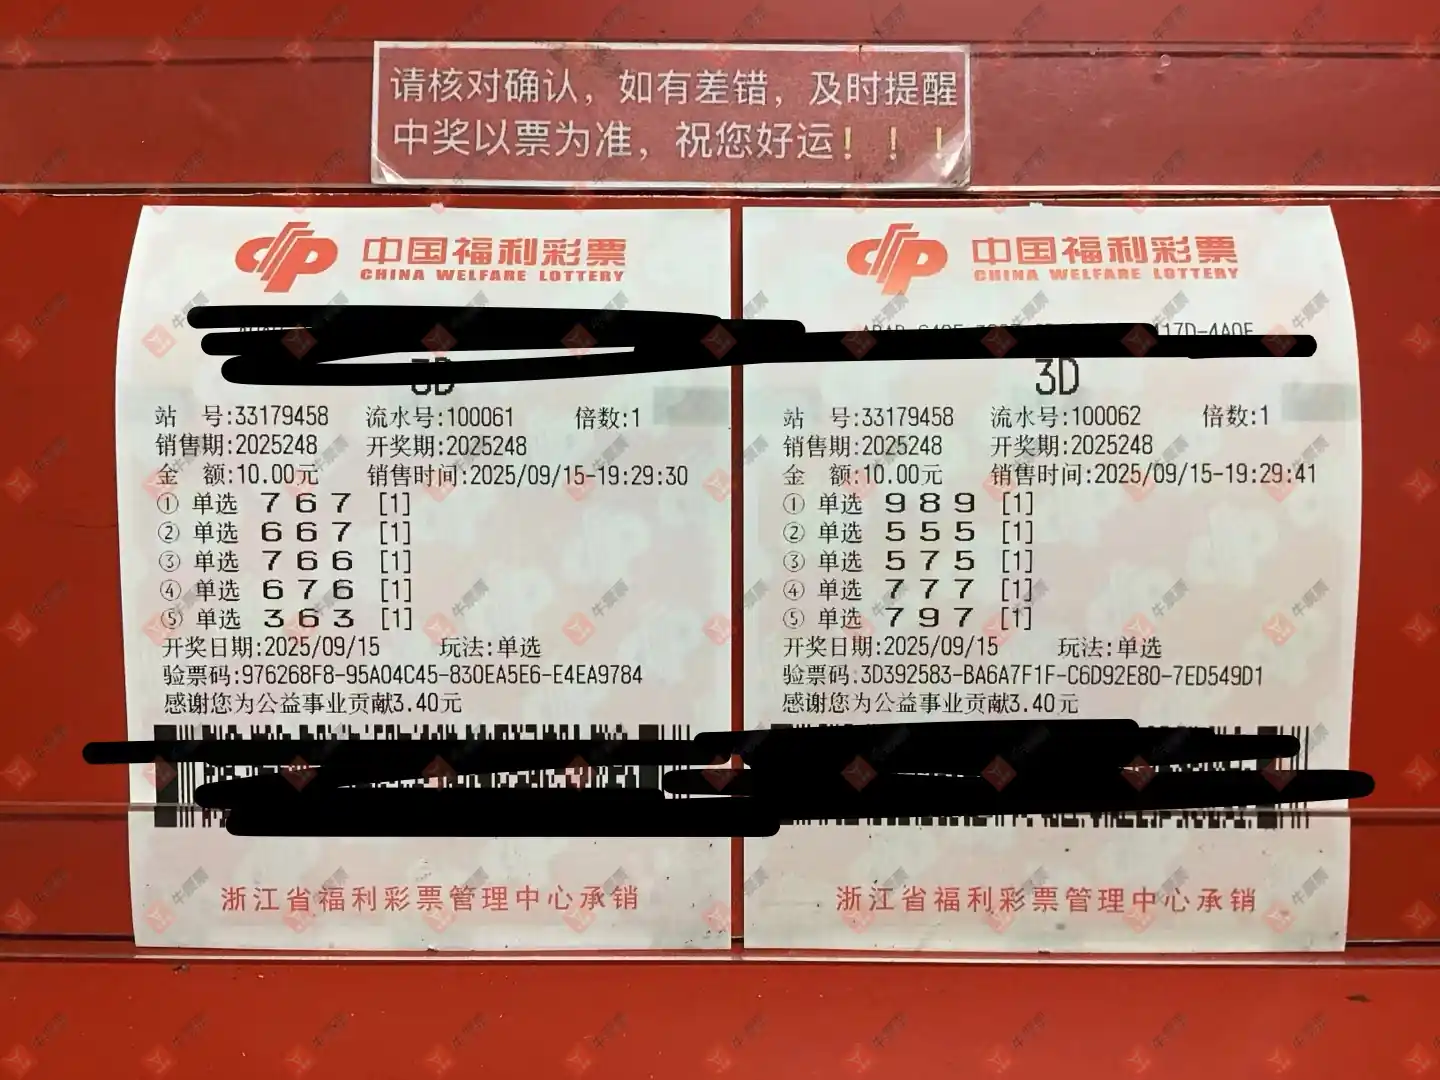 请核对确认，如有差错，及时提醒
中奖以票为准，祝您好运！！！
中国福利彩票
CHINA WELFARE LOTTERY
3D
站 号:33179458 流水号:100061 倍数:1
销售期:2025248 开奖期:2025248
金 额:10.00元 销售时间:2025/09/15-19:29:30
① 单选 7 6 7 [1]
② 单选 6 6 7 [1]
③ 单选 7 6 6 [1]
④ 单选 6 7 6 [1]
⑤ 单选 3 6 3 [1]
开奖日期:2025/09/15 玩法:单选
验票码:976268F8-95A04C45-830EA5E6-E4EA9784
感谢您为公益事业贡献3.40元
浙江省福利彩票管理中心承销
中国福利彩票
CHINA WELFARE LOTTERY
3D
站 号:33179458 流水号:100062 倍数:1
销售期:2025248 开奖期:2025248
金 额:10.00元 销售时间:2025/09/15-19:29:41
① 单选 9 8 9 [1]
② 单选 5 5 5 [1]
③ 单选 5 7 5 [1]
④ 单选 7 7 7 [1]
⑤ 单选 7 9 7 [1]
开奖日期:2025/09/15 玩法:单选
验票码:3D392583-BA6A7F1F-C6D92E80-7ED549D1
感谢您为公益事业贡献3.40元
浙江省福利彩票管理中心承销